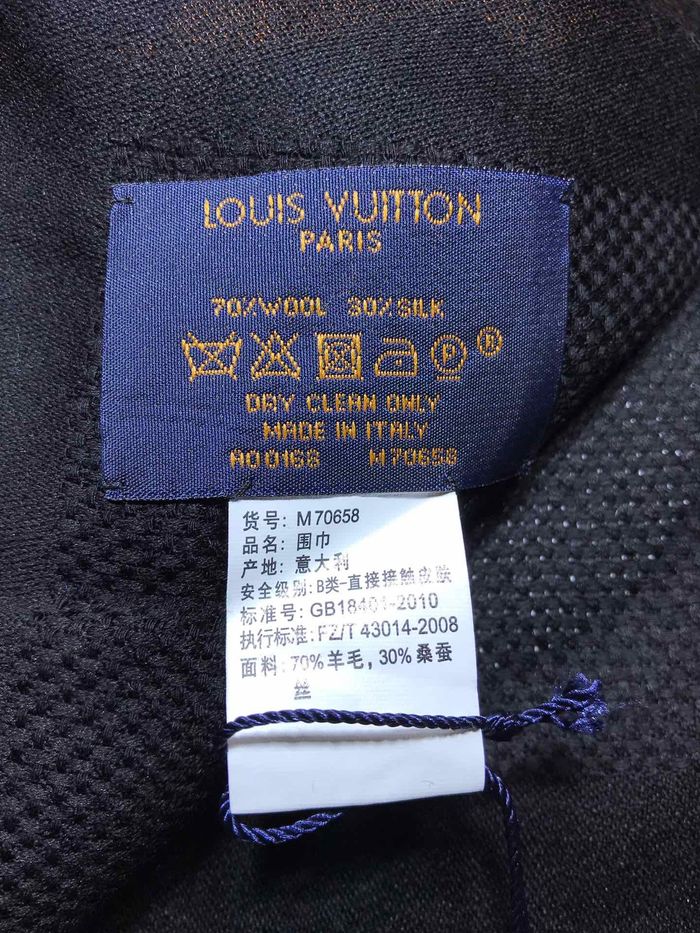 LOUIS VUITTON
PARIS
70%WOOL 30%SILK
P R
DRY CLEAN ONLY
MADE IN ITALY
A00168 M70658
货号: M70658
品名: 围巾
产地: 意大利
安全级别: B类-直接接触皮肤
标准号: GB18401-2010
执行标准: FZ/T 43014-2008
面料: 70%羊毛, 30%桑蚕
丝